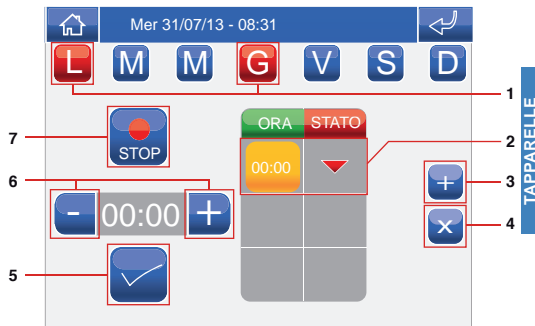 Mer 31/07/13 - 08:31
L M M G V S D
1
ORA STATO
7
STOP
2
00:00
3
+
6
- 00:00 +
4
x
5
TAPPARELLE